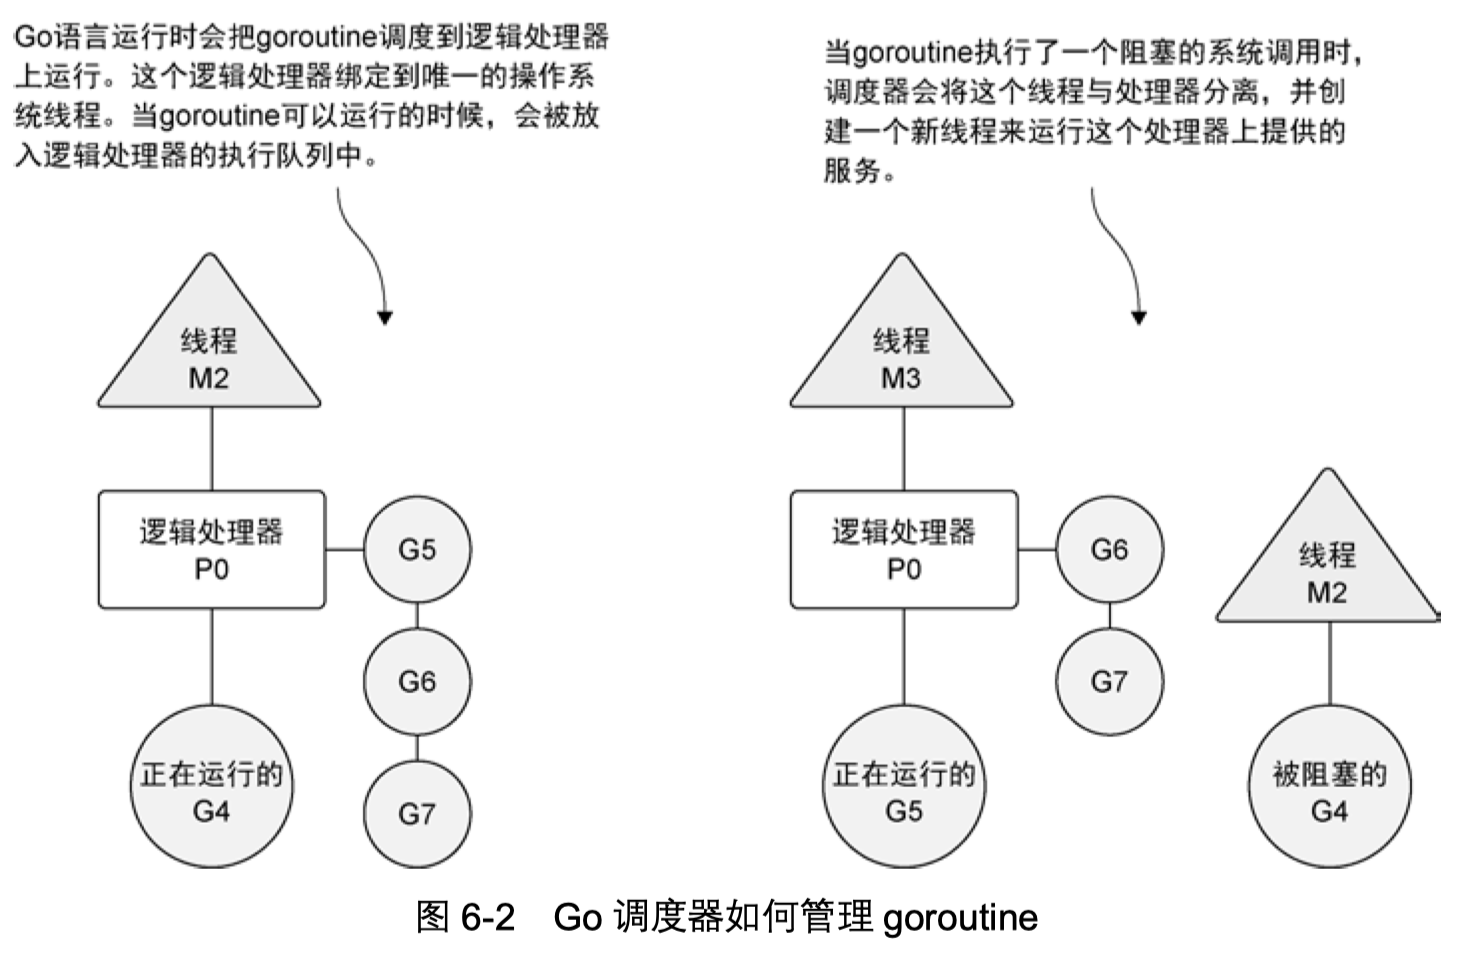 Go语言运行时会把goroutine调度到逻辑处理器
上运行。这个逻辑处理器绑定到唯一的操作系
统线程。当goroutine可以运行的时候，会被放
入逻辑处理器的执行队列中。
当goroutine执行了一个阻塞的系统调用时，
调度器会将这个线程与处理器分离，并创
建一个新线程来运行这个处理器上提供的
服务。
线程
M2
逻辑处理器
P0
G5
G6
G7
正在运行的
G4
线程
M3
逻辑处理器
P0
G6
G7
正在运行的
G5
线程
M2
被阻塞的
G4
图 6-2 Go 调度器如何管理 goroutine